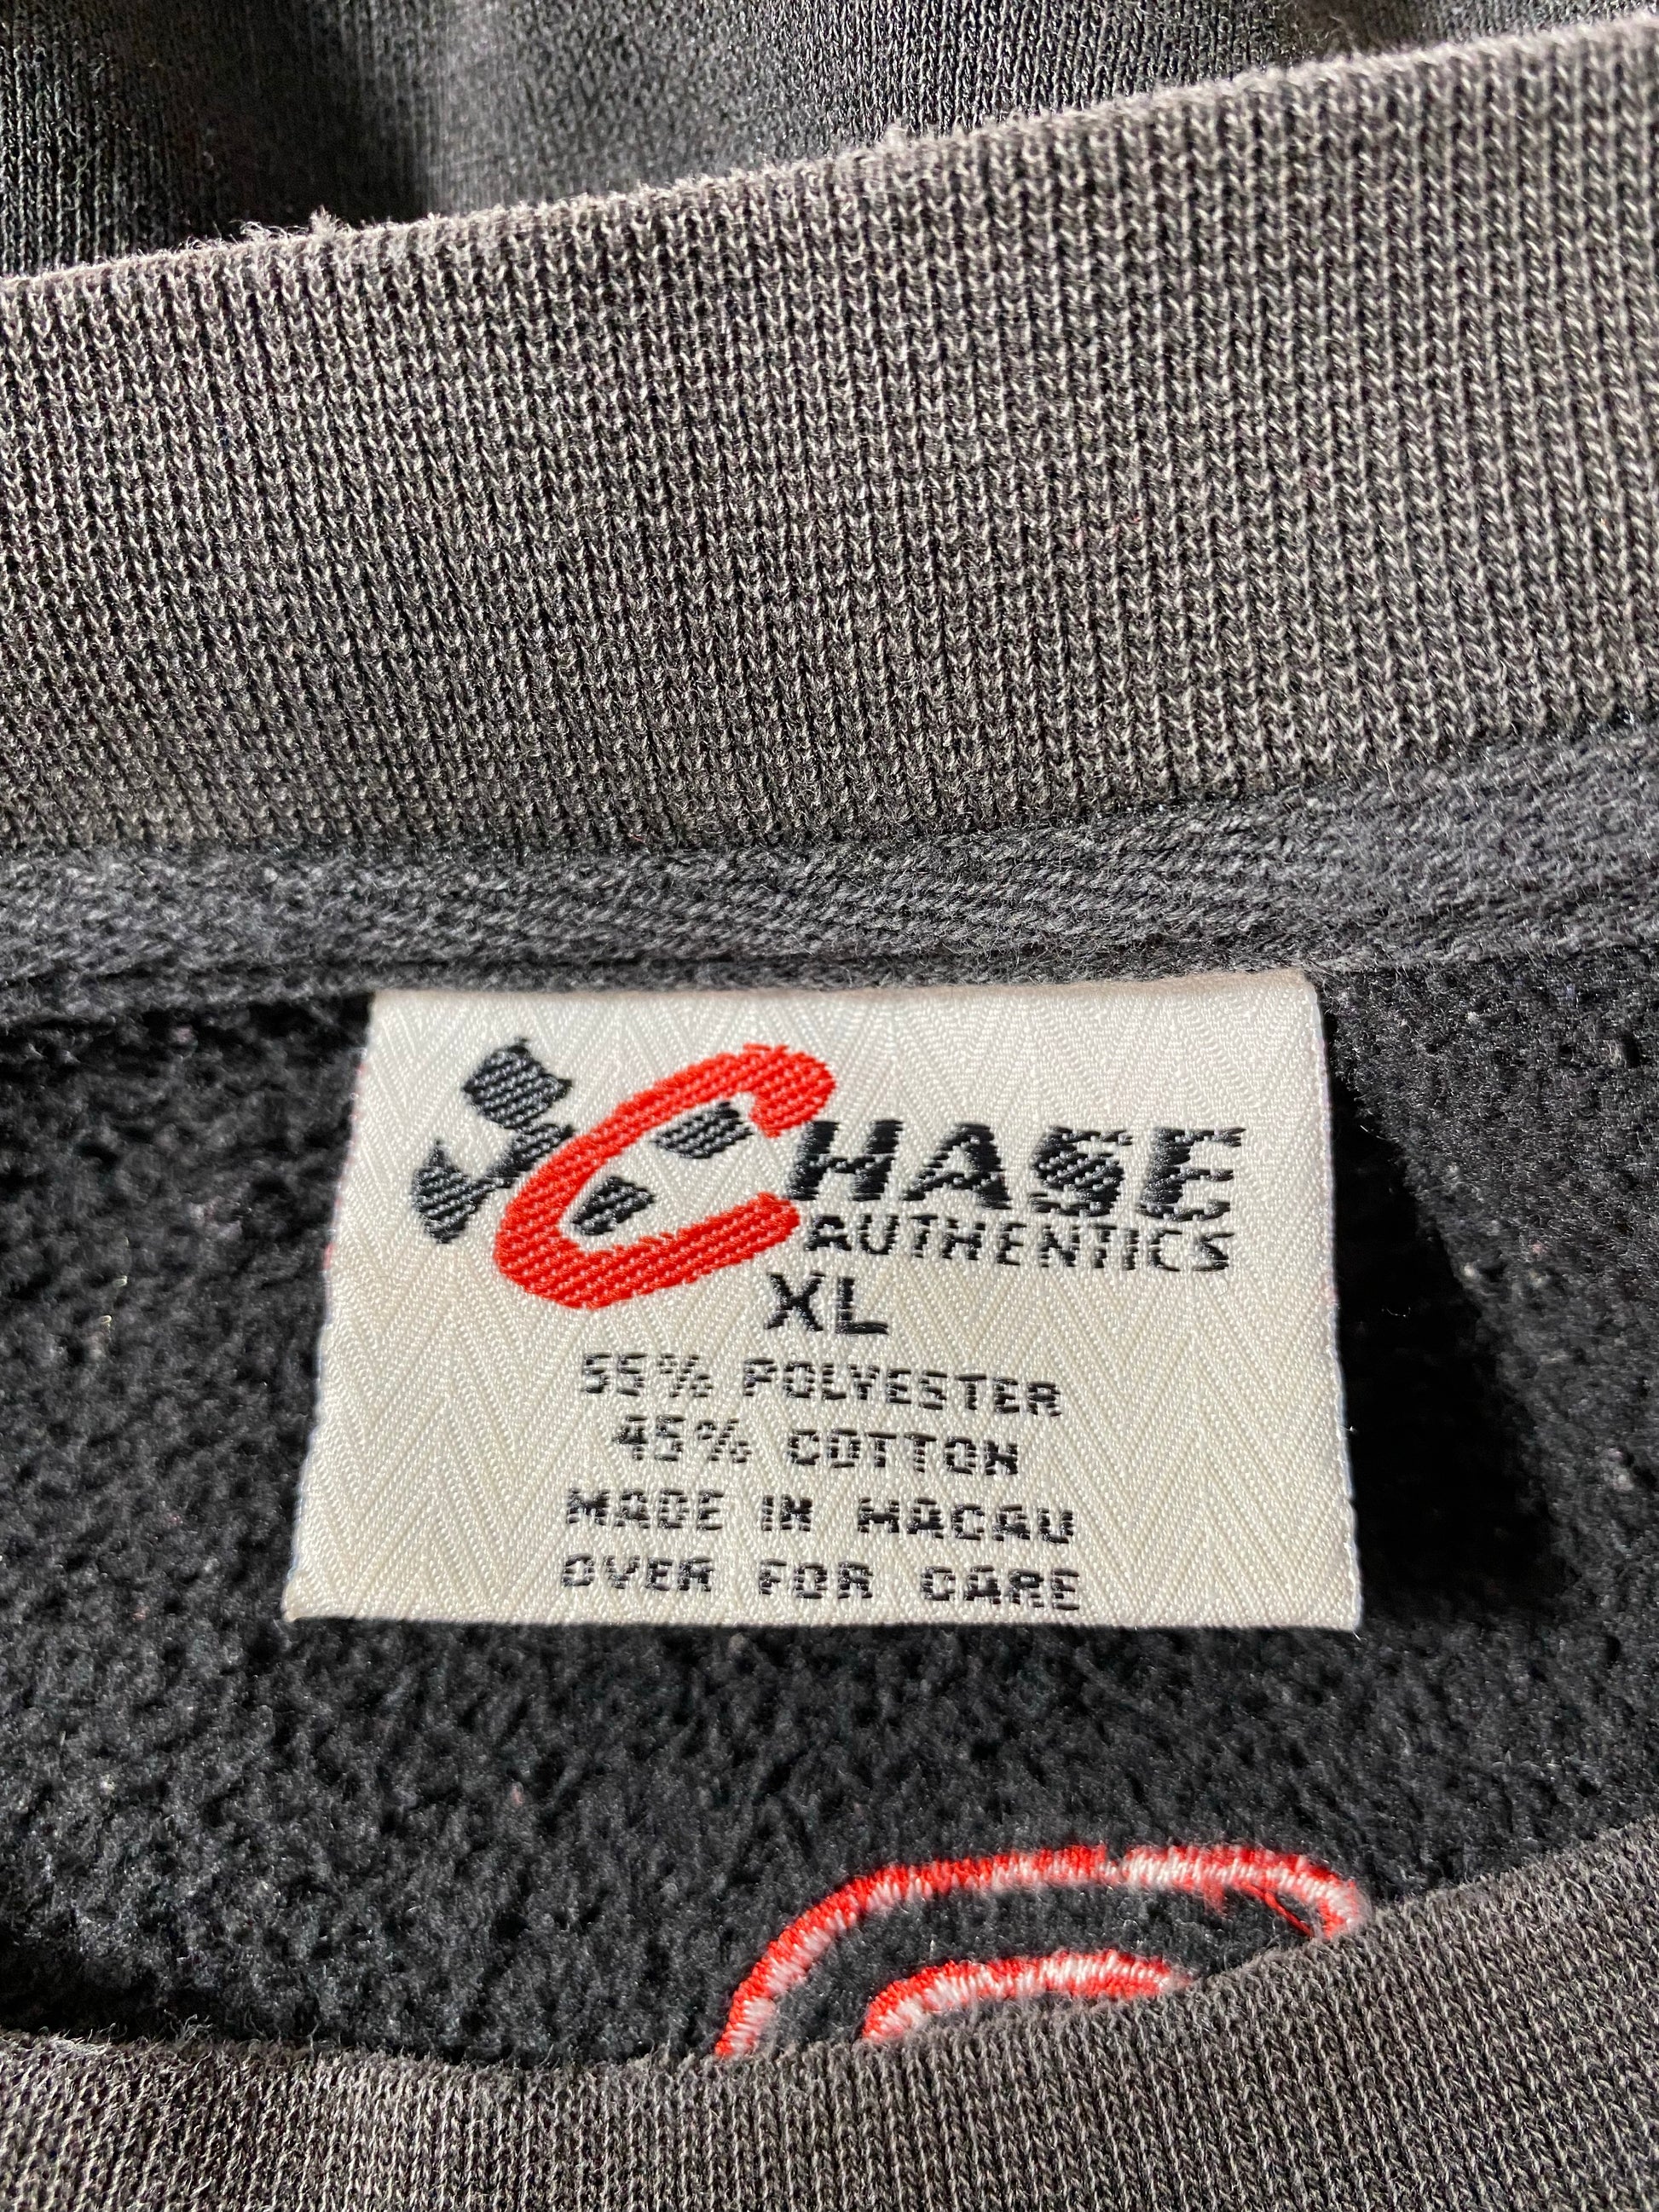 CHASE
AUTHENTICS
XL
55% POLYESTER
45% COTTON
MADE IN MACAU
OVER FOR CARE